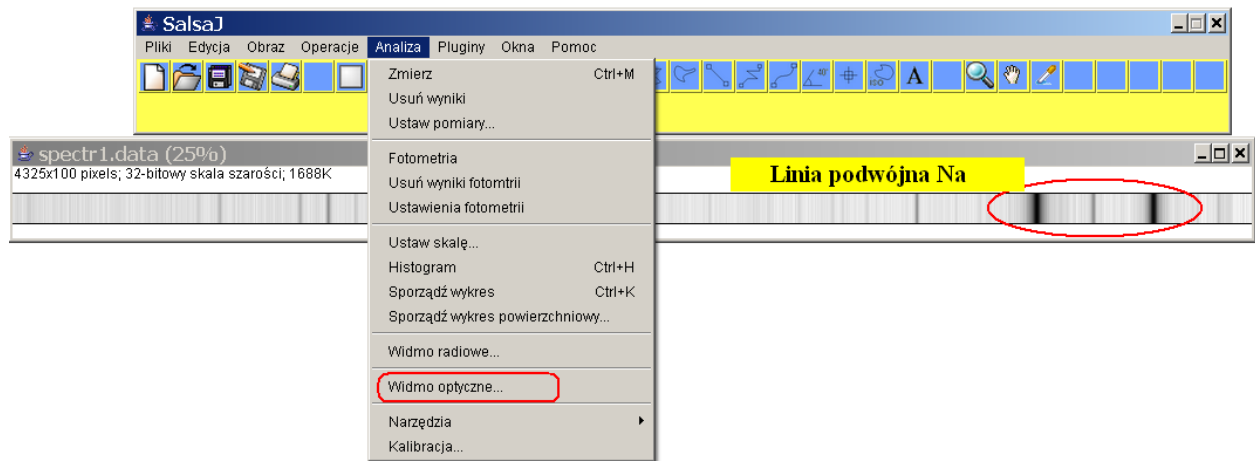 SalsaJ
Pliki Edycja Obraz Operacje Analiza Pluginy Okna Pomoc
Zmierz Ctrl+M
Usuń wyniki
Ustaw pomiary...
Fotometria
Usuń wyniki fotomtrii
Ustawienia fotometrii
Ustaw skalę...
Histogram Ctrl+H
Sporządź wykres Ctrl+K
Sporządź wykres powierzchniowy...
Widmo radiowe...
Widmo optyczne...
Narzędzia
Kalibracja...
A
spectr1.data (25%)
4325x100 pixels; 32-bitowy skala szarości; 1688K
Linia podwójna Na